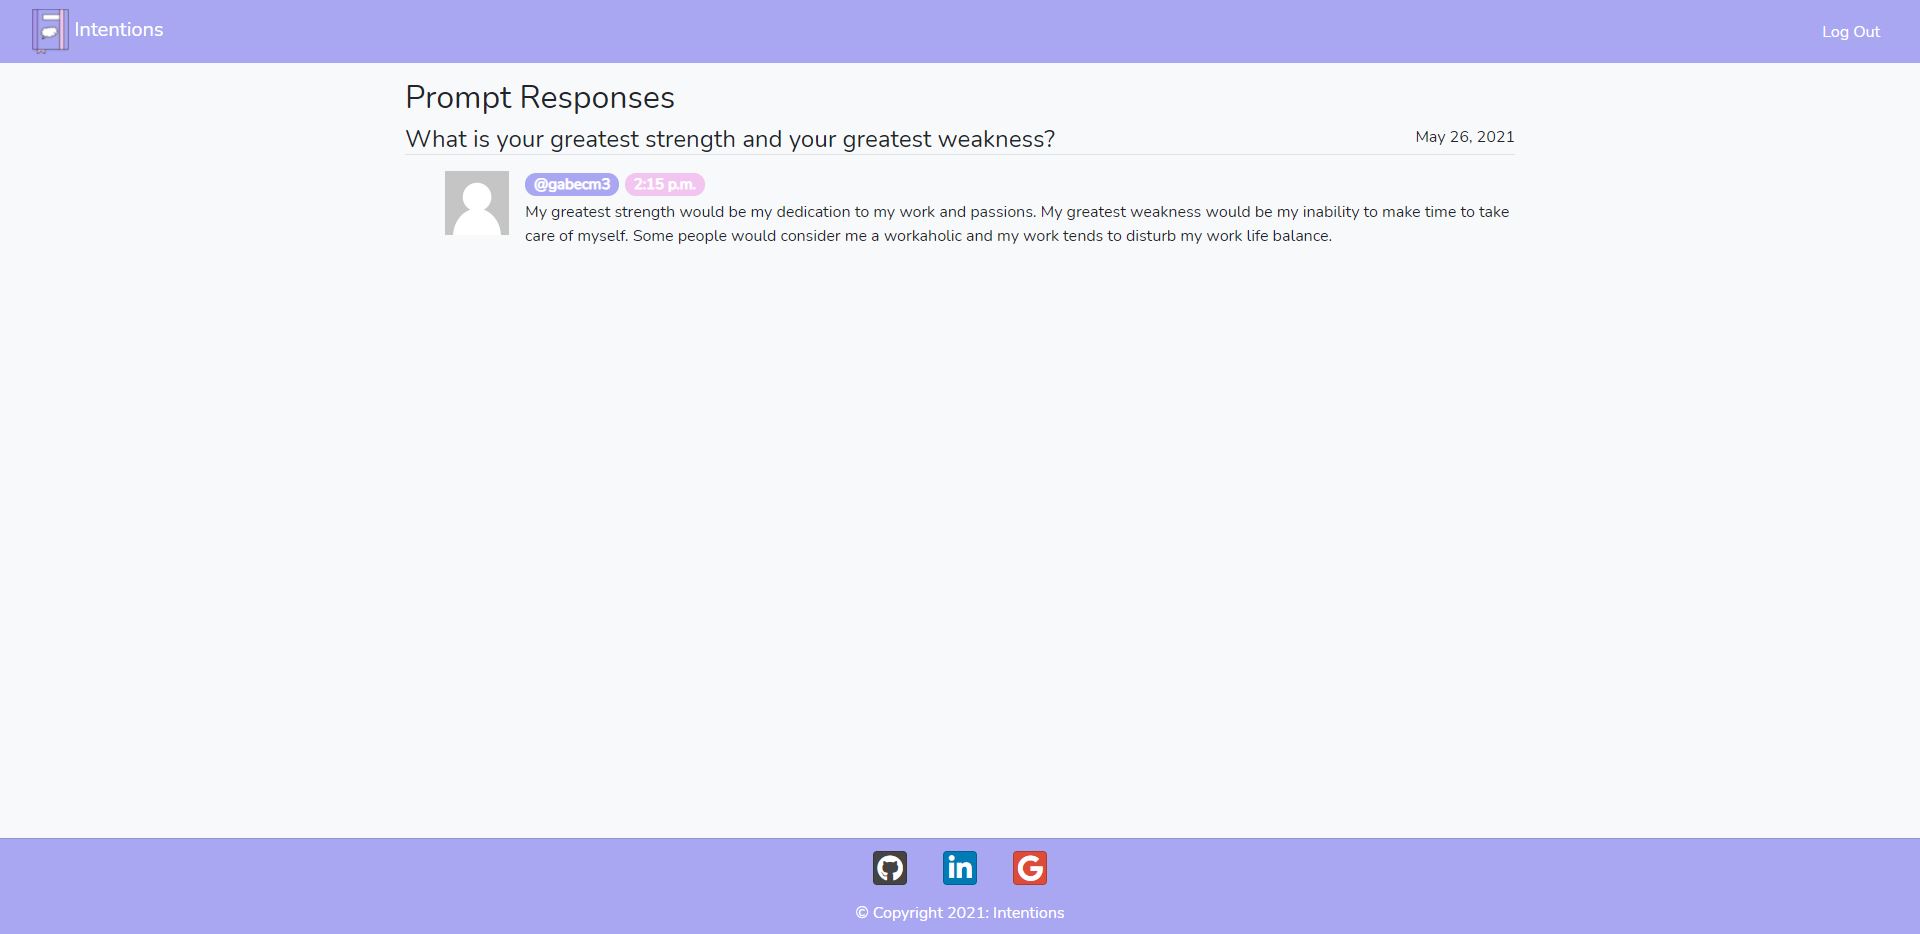 Intentions
Log Out
Prompt Responses
What is your greatest strength and your greatest weakness?
May 26, 2021
@gabecm3 2:15 p.m.
My greatest strength would be my dedication to my work and passions. My greatest weakness would be my inability to make time to take
care of myself. Some people would consider me a workaholic and my work tends to disturb my work life balance.
in
G
© Copyright 2021: Intentions